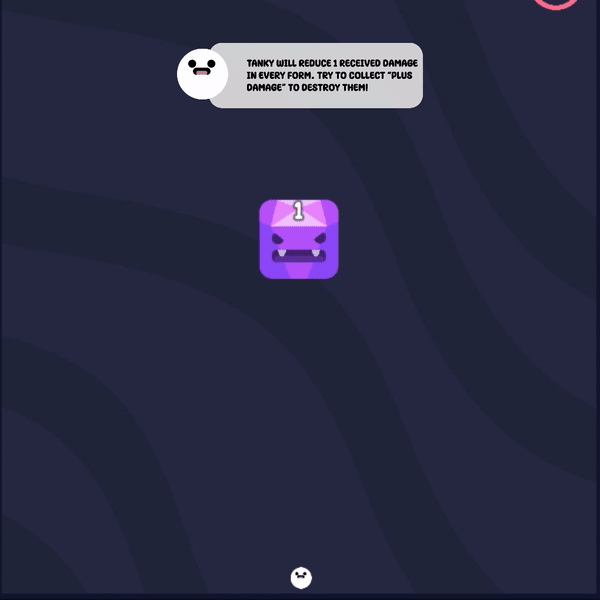 TANKY WILL REDUCE 1 RECEIVED DAMAGE
IN EVERY FORM. TRY TO COLLECT "PLUS
DAMAGE" TO DESTROY THEM!
1